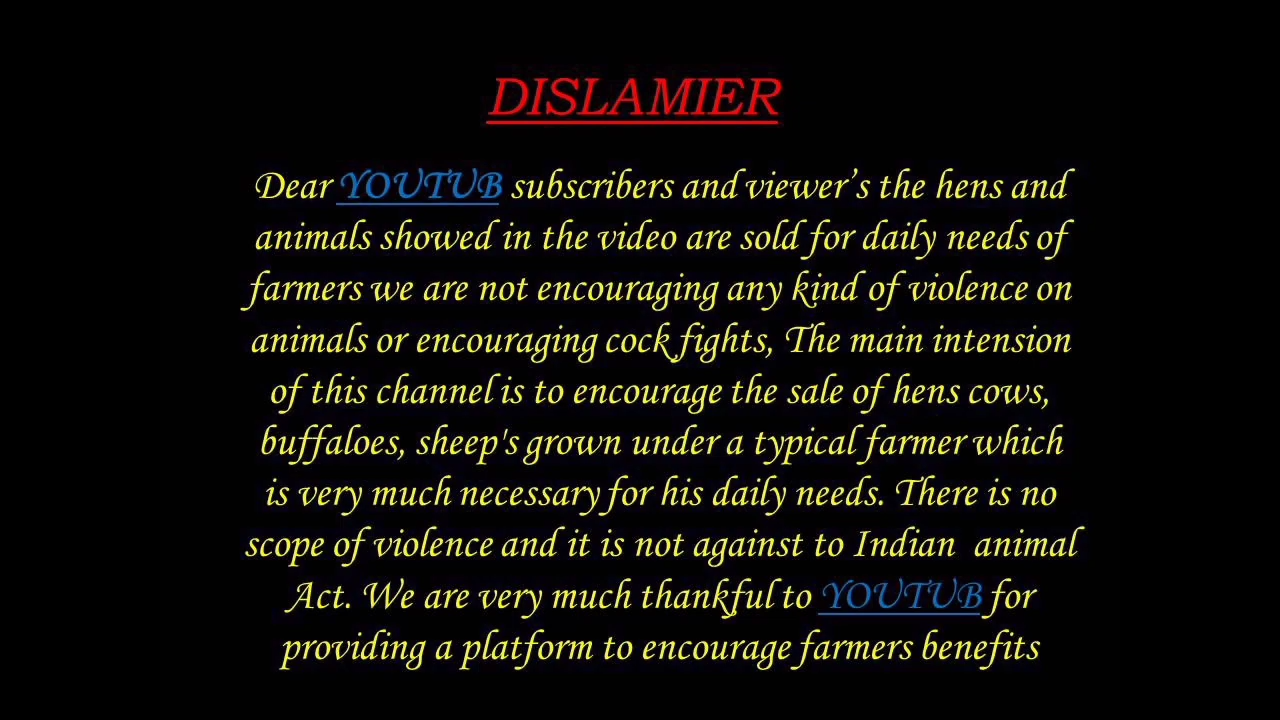 DISLAMIER
Dear YOUTUB subscribers and viewer’s the hens and
animals showed in the video are sold for daily needs of
farmers we are not encouraging any kind of violence on
animals or encouraging cock fights, The main intension
of this channel is to encourage the sale of hens cows,
buffaloes, sheep's grown under a typical farmer which
is very much necessary for his daily needs. There is no
scope of violence and it is not against to Indian  animal
Act. We are very much thankful to YOUTUB for
providing a platform to encourage farmers benefits